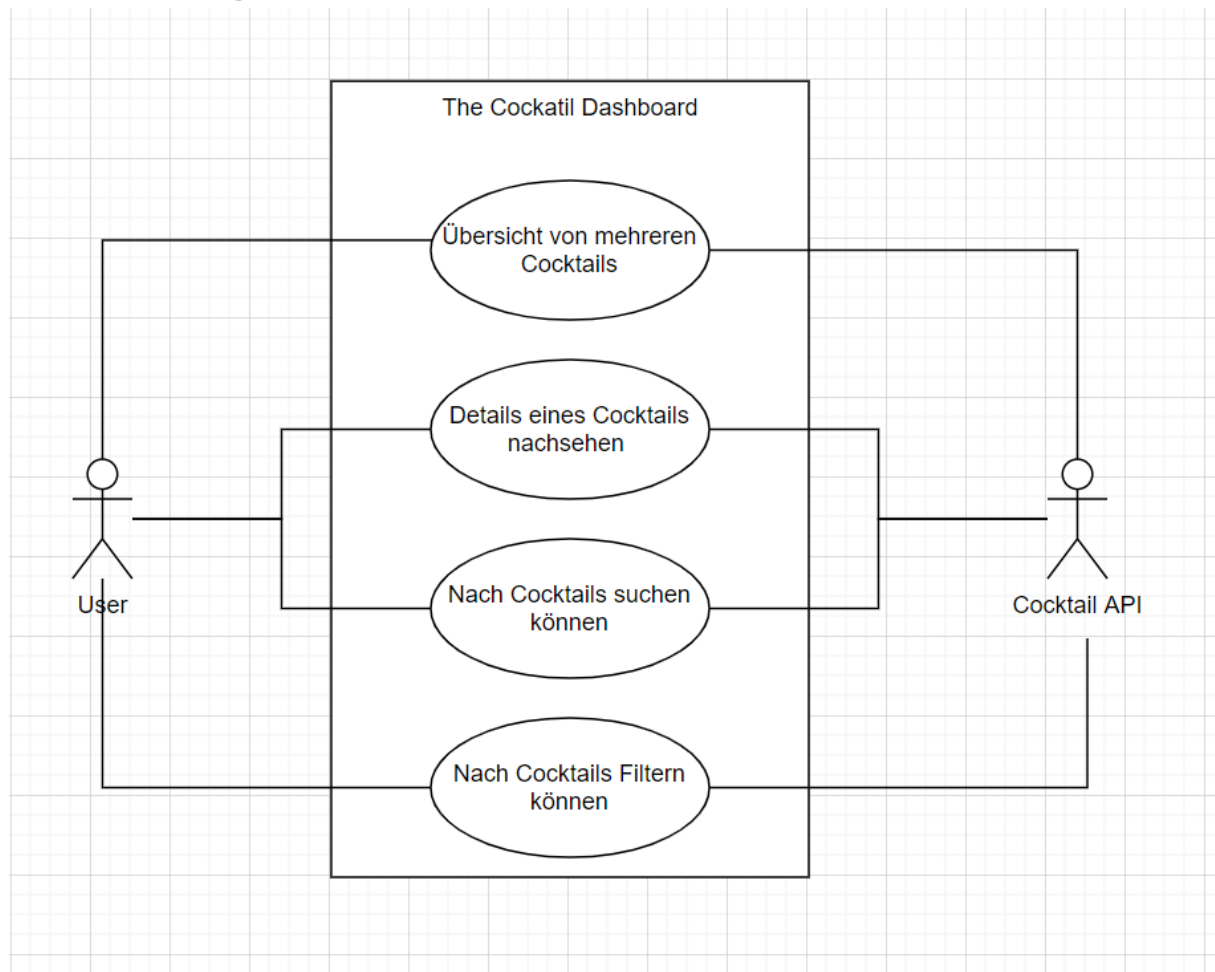 The Cockatil Dashboard
Übersicht von mehreren
Cocktails
Details eines Cocktails
nachsehen
Nach Cocktails suchen
können
Nach Cocktails Filtern
können
User
Cocktail API